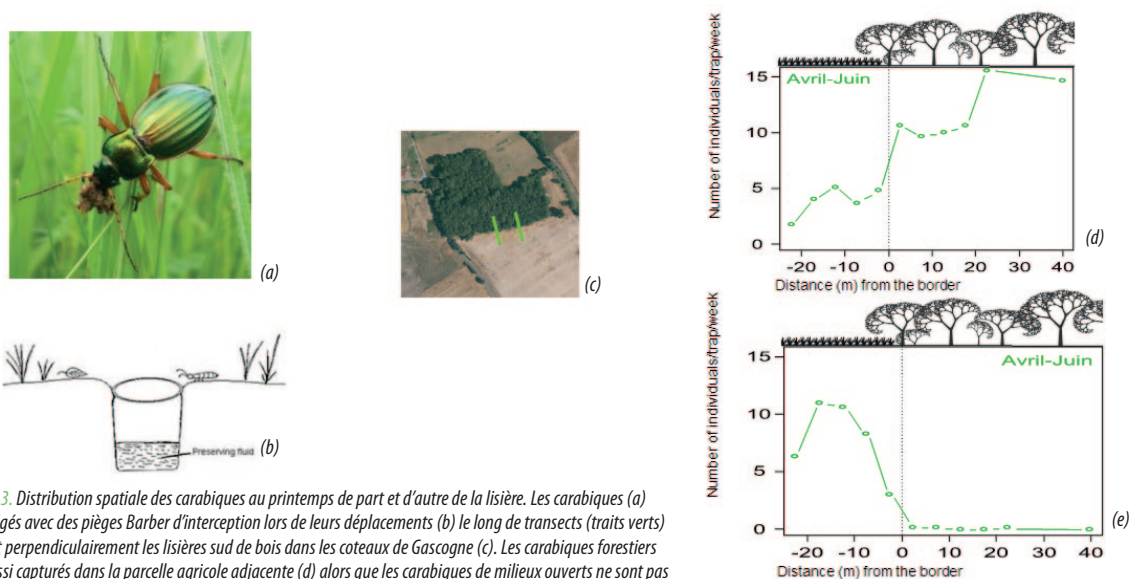 (a)
(c)
Preserving fluid
(b)
3. Distribution spatiale des carabiques au printemps de part et d'autre de la lisière. Les carabiques (a)
gés avec des pièges Barber d'interception lors de leurs déplacements (b) le long de transects (traits verts)
t perpendiculairement les lisières sud de bois dans les coteaux de Gascogne (c). Les carabiques forestiers
ssi capturés dans la parcelle agricole adjacente (d) alors que les carabiques de milieux ouverts ne sont pas
Number of individuals/trap/week
Avril-Juin
15
10
5
0
-20 -10 0 10 20 30 40
Distance (m) from the border
(d)
Number of individuals/trap/week
Avril-Juin
15
10
5
0
-20 -10 0 10 20 30 40
Distance (m) from the border
(e)